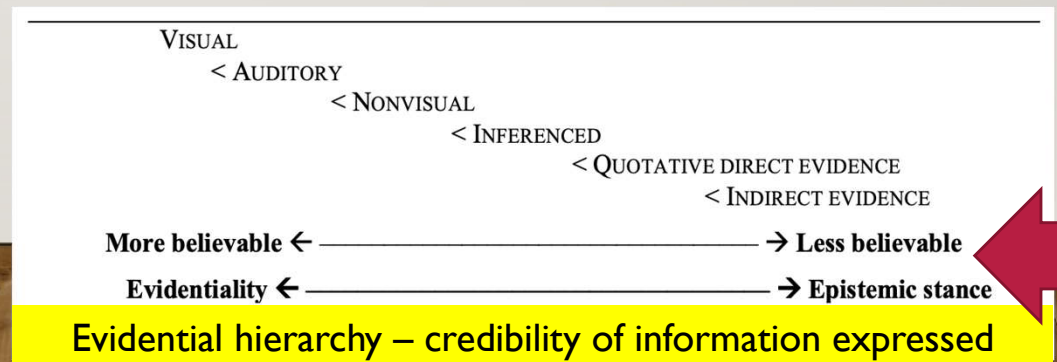 VISUAL
< AUDITORY
< NONVISUAL
< INFERENCED
< QUOTATIVE DIRECT EVIDENCE
< INDIRECT EVIDENCE
More believable ← ———————————————— → Less believable
Evidentiality ← ———————————————— → Epistemic stance
Evidential hierarchy – credibility of information expressed